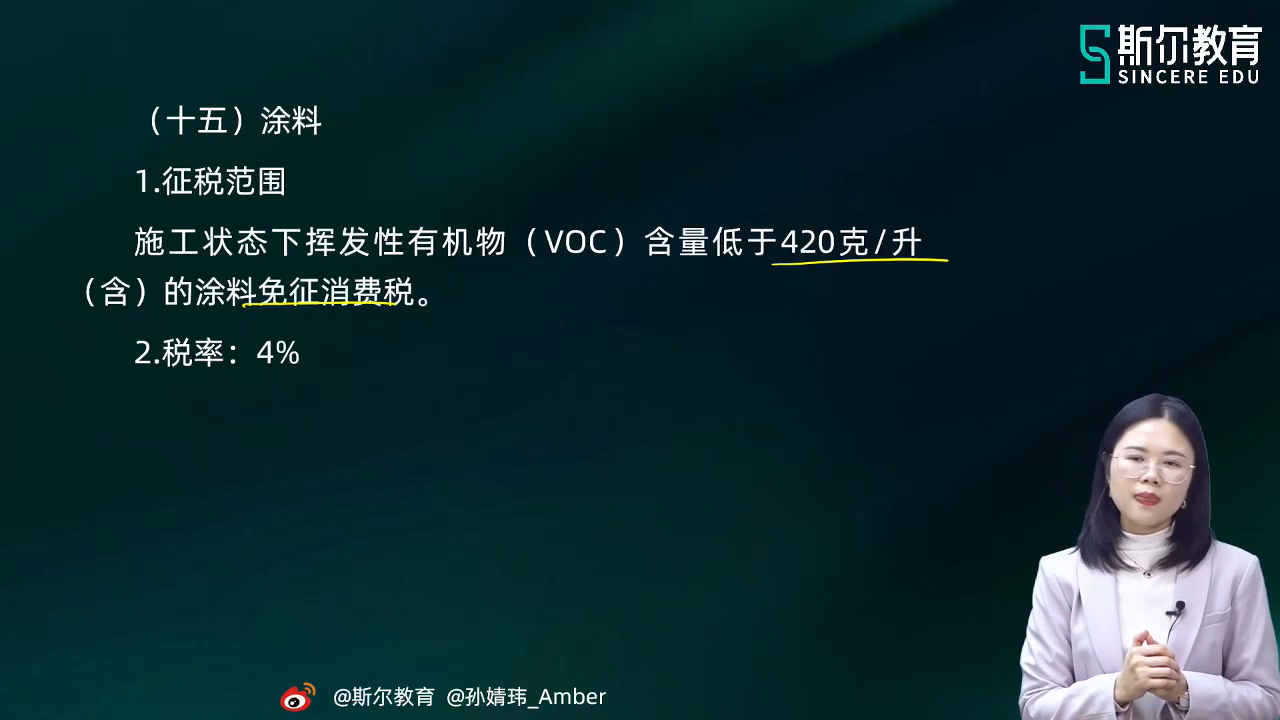 斯尔教育
SINCERE EDU
（十五）涂料
1.征税范围
施工状态下挥发性有机物（VOC）含量低于420克/升
（含）的涂料免征消费税。
2.税率：4%
@斯尔教育 @孙婧玮_Amber